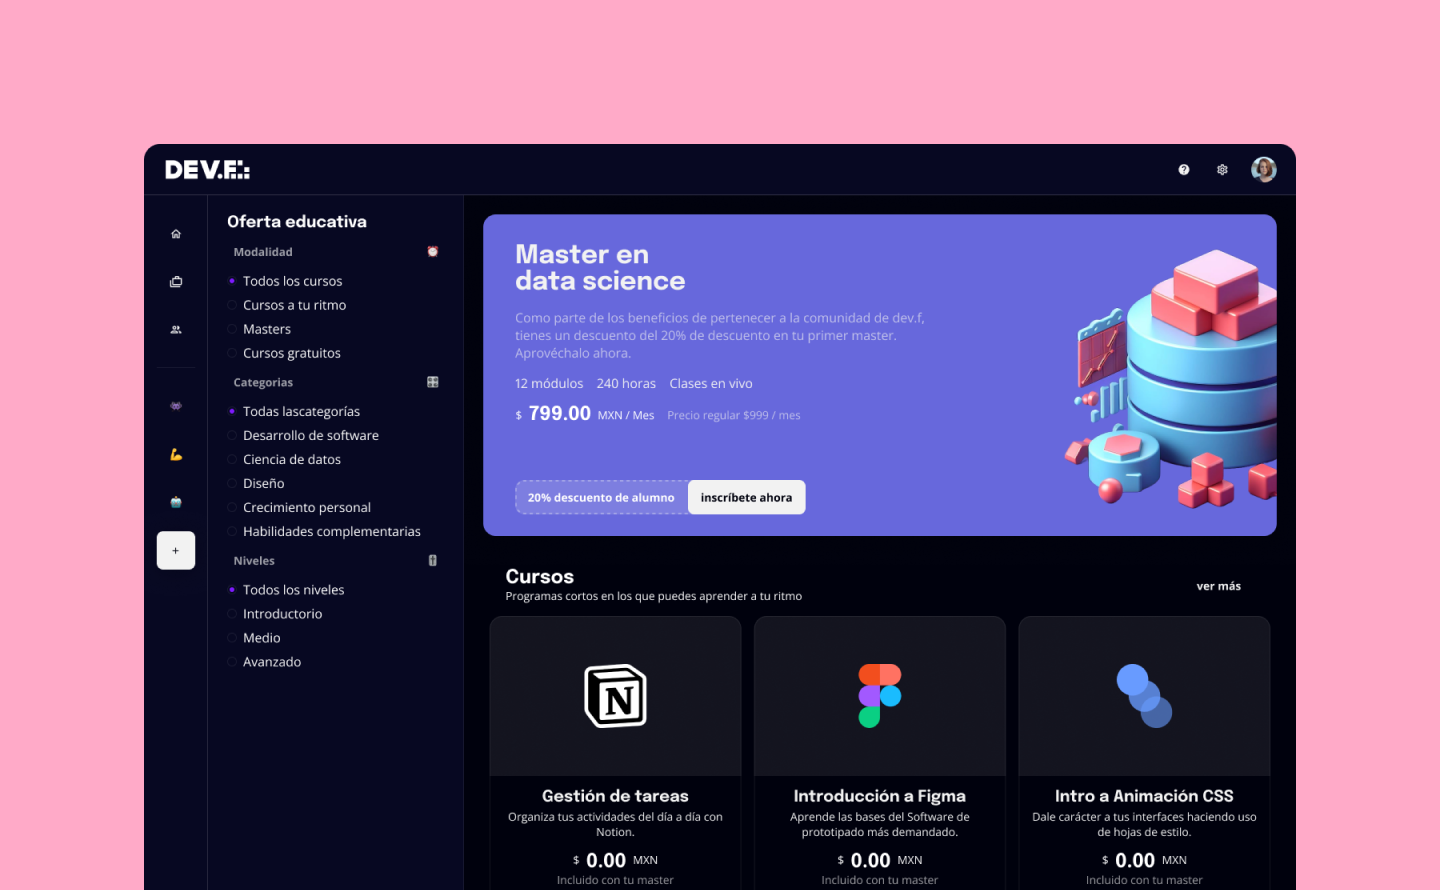 DEV.F.:
Oferta educativa
Modalidad
Todos los cursos
Cursos a tu ritmo
Masters
Cursos gratuitos
Categorias
Todas lascategorías
Desarrollo de software
Ciencia de datos
Diseño
Crecimiento personal
Habilidades complementarias
Niveles
Todos los niveles
Introductorio
Medio
Avanzado
+
Master en
data science
Como parte de los beneficios de pertenecer a la comunidad de dev.f,
tienes un descuento del 20% de descuento en tu primer master.
Aprovéchalo ahora.
12 módulos 240 horas Clases en vivo
$ 799.00 MXN / Mes Precio regular $999 / mes
20% descuento de alumno inscríbete ahora
Cursos
Programas cortos en los que puedes aprender a tu ritmo
ver más
N
Gestión de tareas
Organiza tus actividades del día a día con
Notion.
$ 0.00 MXN
Incluido con tu master
Introducción a Figma
Aprende las bases del Software de
prototipado más demandado.
$ 0.00 MXN
Incluido con tu master
Intro a Animación CSS
Dale carácter a tus interfaces haciendo uso
de hojas de estilo.
$ 0.00 MXN
Incluido con tu master